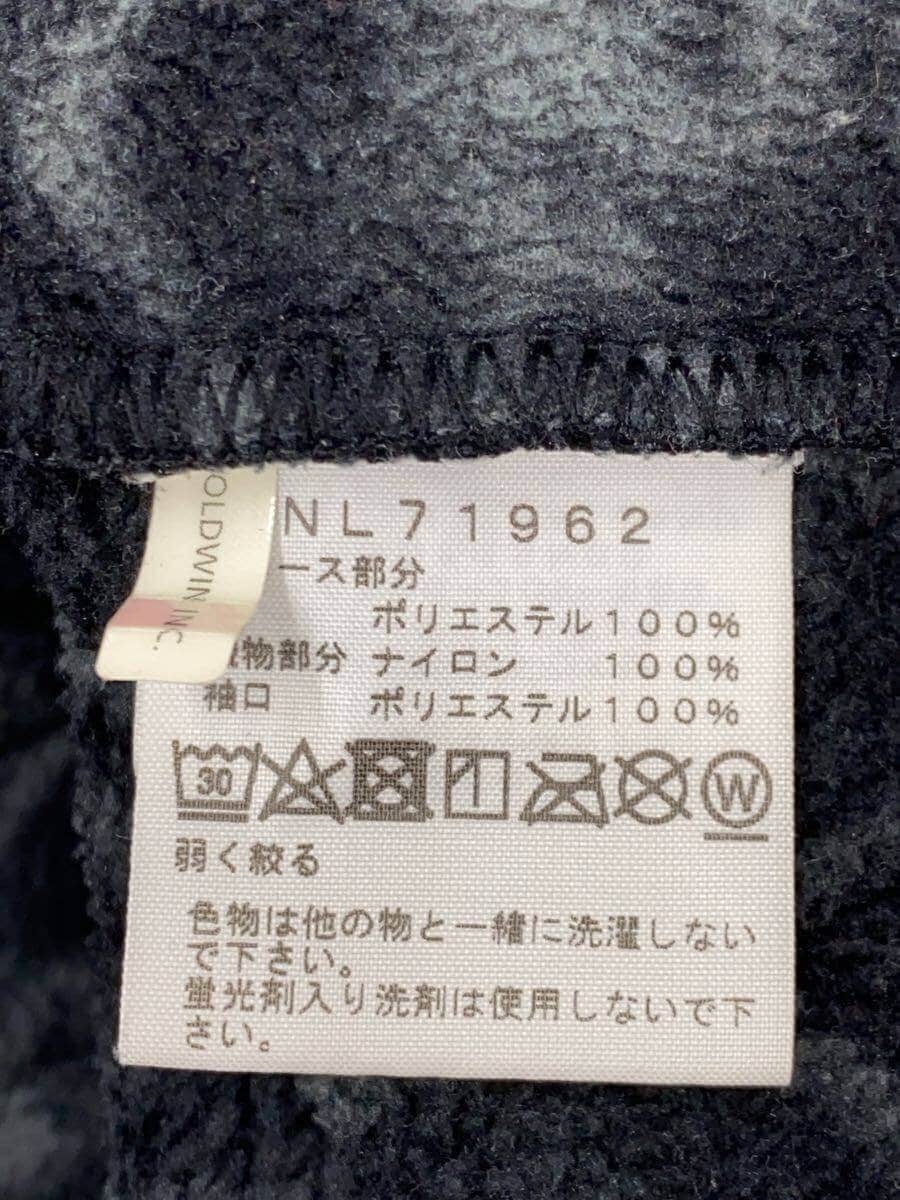 OLDWIN INC.
NL71962
ース部分
ポリエステル100%
物部分 ナイロン 100%
袖口 ポリエステル100%
30
W
弱く絞る
色物は他の物と一緒に洗濯しない
で下さい。
蛍光剤入り洗剤は使用しないで下
さい。